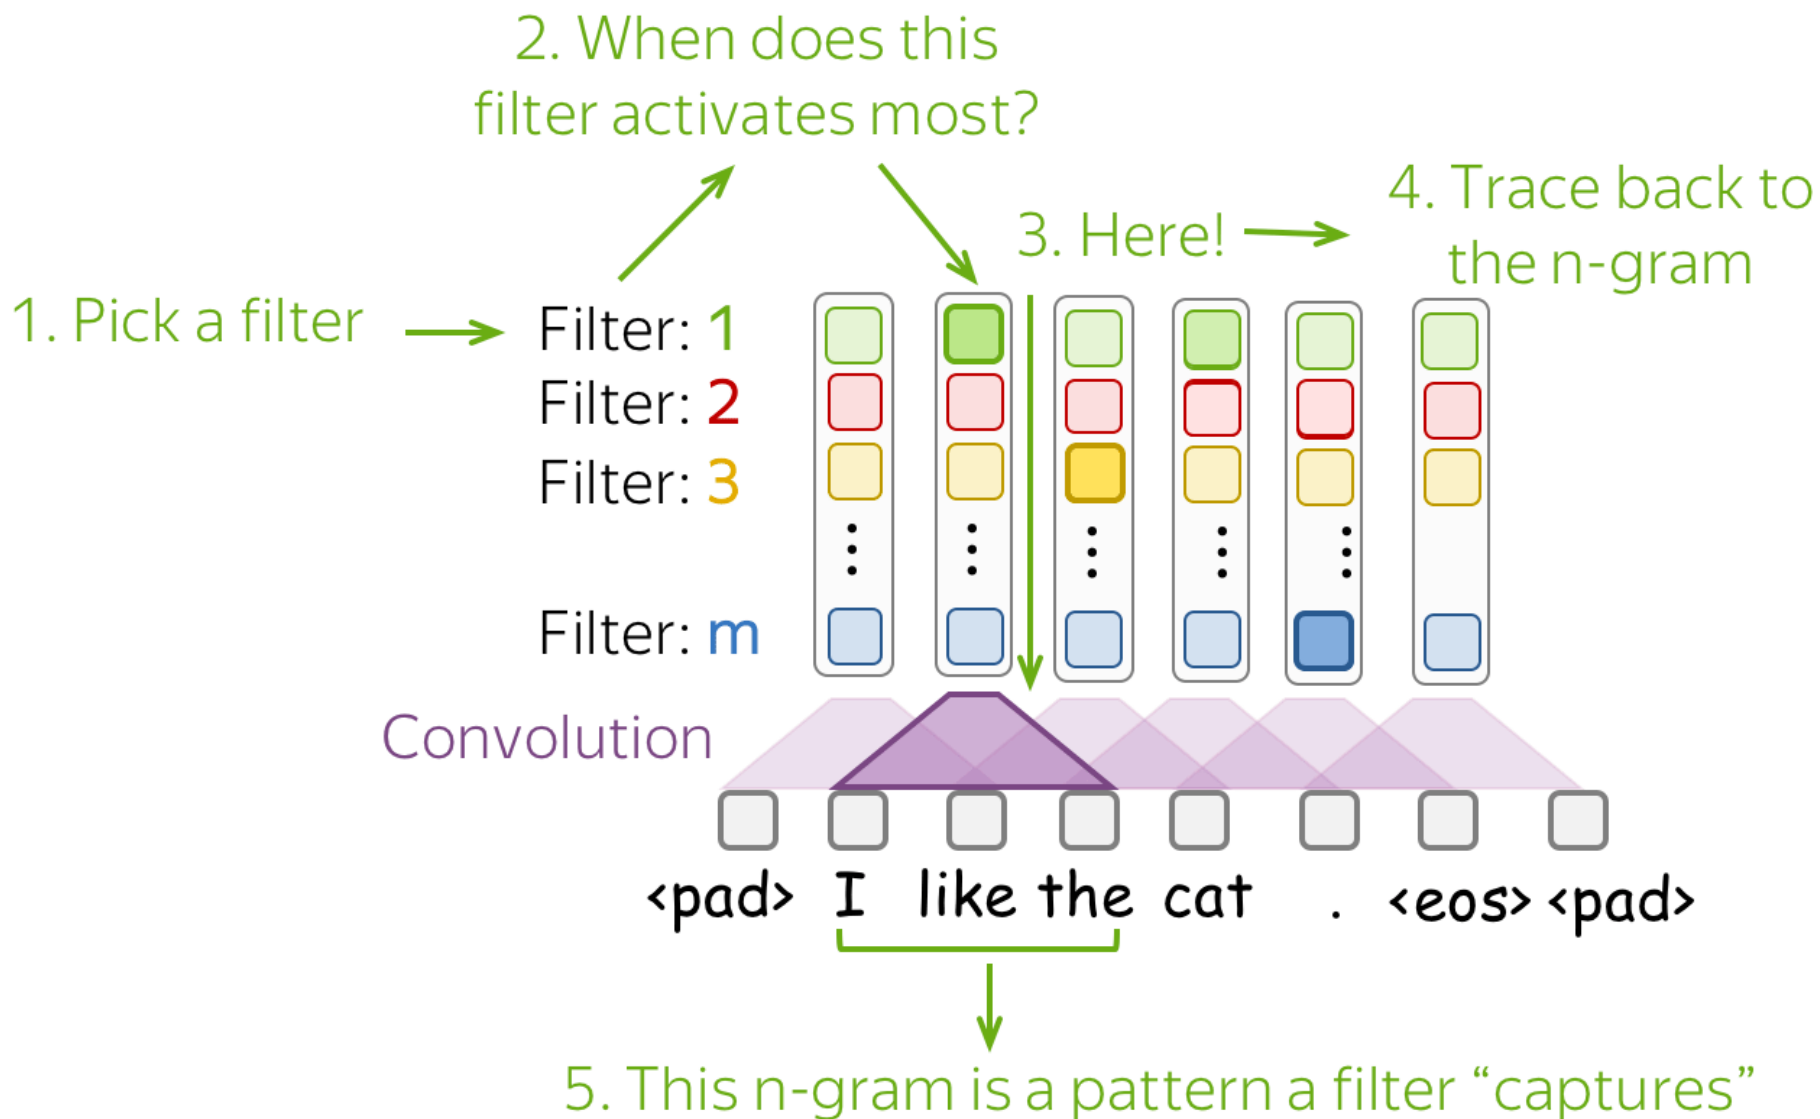 2. When does this
filter activates most?
3. Here!
4. Trace back to
the n-gram
1. Pick a filter
Filter: 1
Filter: 2
Filter: 3
Filter: m
Convolution
<pad> I like the cat . <eos> <pad>
5. This n-gram is a pattern a filter “captures”